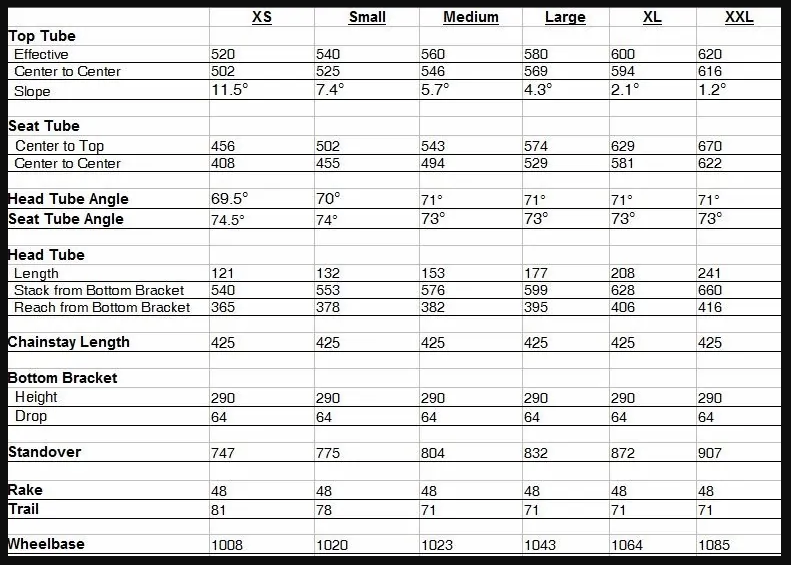 XS Small Medium Large XL XXL
Top Tube
Effective 520 540 560 580 600 620
Center to Center 502 525 546 569 594 616
Slope 11.5° 7.4° 5.7° 4.3° 2.1° 1.2°
Seat Tube
Center to Top 456 502 543 574 629 670
Center to Center 408 455 494 529 581 622
Head Tube Angle 69.5° 70° 71° 71° 71° 71°
Seat Tube Angle 74.5° 74° 73° 73° 73° 73°
Head Tube
Length 121 132 153 177 208 241
Stack from Bottom Bracket 540 553 576 599 628 660
Reach from Bottom Bracket 365 378 382 395 406 416
Chainstay Length 425 425 425 425 425 425
Bottom Bracket
Height 290 290 290 290 290 290
Drop 64 64 64 64 64 64
Standover 747 775 804 832 872 907
Rake 48 48 48 48 48 48
Trail 81 78 71 71 71 71
Wheelbase 1008 1020 1023 1043 1064 1085